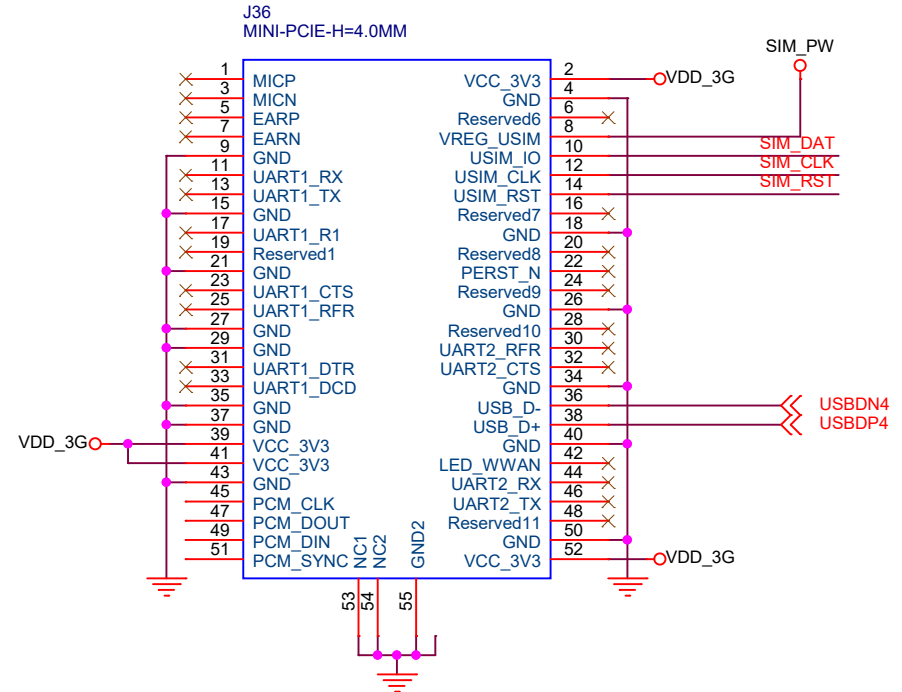 J36
MINI-PCIE-H=4.0MM
SIM_PW
1 MICP VCC_3V3 2 VDD_3G
3 MICN GND 4
5 EARP Reserved6 6
7 EARN VREG_USIM 8
9 GND USIM_IO 10 SIM_DAT
11 UART1_RX USIM_CLK 12 SIM_CLK
13 UART1_TX USIM_RST 14 SIM_RST
15 GND Reserved7 16
17 UART1_R1 GND 18
19 Reserved1 Reserved8 20
21 GND PERST_N 22
23 UART1_CTS Reserved9 24
25 UART1_RFR GND 26
27 GND Reserved10 28
29 GND UART2_RFR 30
31 UART1_DTR UART2_CTS 32
33 UART1_DCD GND 34
35 GND USB_D- 36 USBDN4
37 GND USB_D+ 38 USBDP4
VDD_3G 39 VCC_3V3 GND 40
41 VCC_3V3 LED_WWAN 42
43 GND UART2_RX 44
45 PCM_CLK UART2_TX 46
47 PCM_DOUT Reserved11 48
49 PCM_DIN GND 50
51 PCM_SYNC VCC_3V3 52 VDD_3G
NC1 NC2 GND2
53 54 55